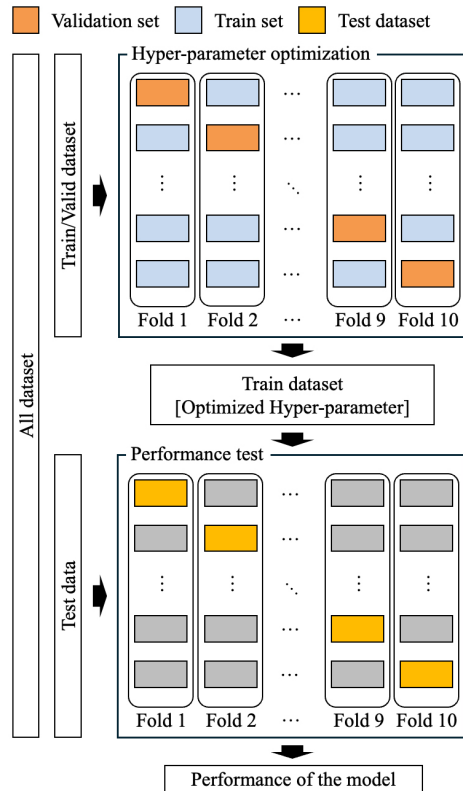 Validation set Train set Test dataset
Hyper-parameter optimization
Train/Valid dataset
...
...
Fold 1 Fold 2 ... Fold 9 Fold 10
All dataset
Train dataset
[Optimized Hyper-parameter]
Performance test
Test data
...
...
Fold 1 Fold 2 ... Fold 9 Fold 10
Performance of the model